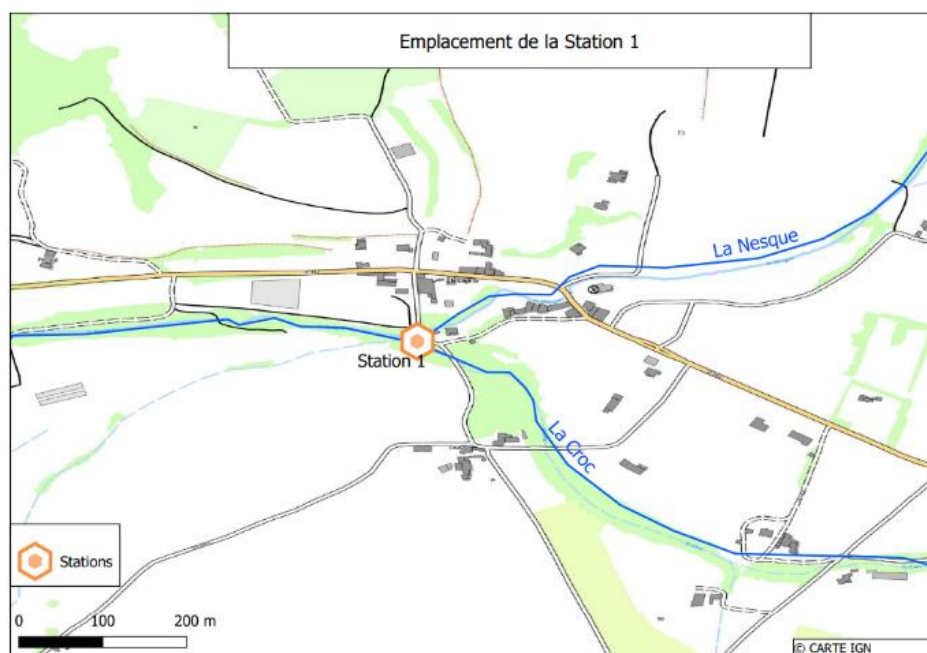 Emplacement de la Station 1
La Nesque
Station 1
La Croc
Stations
0 100 200 m
© CARTE IGN